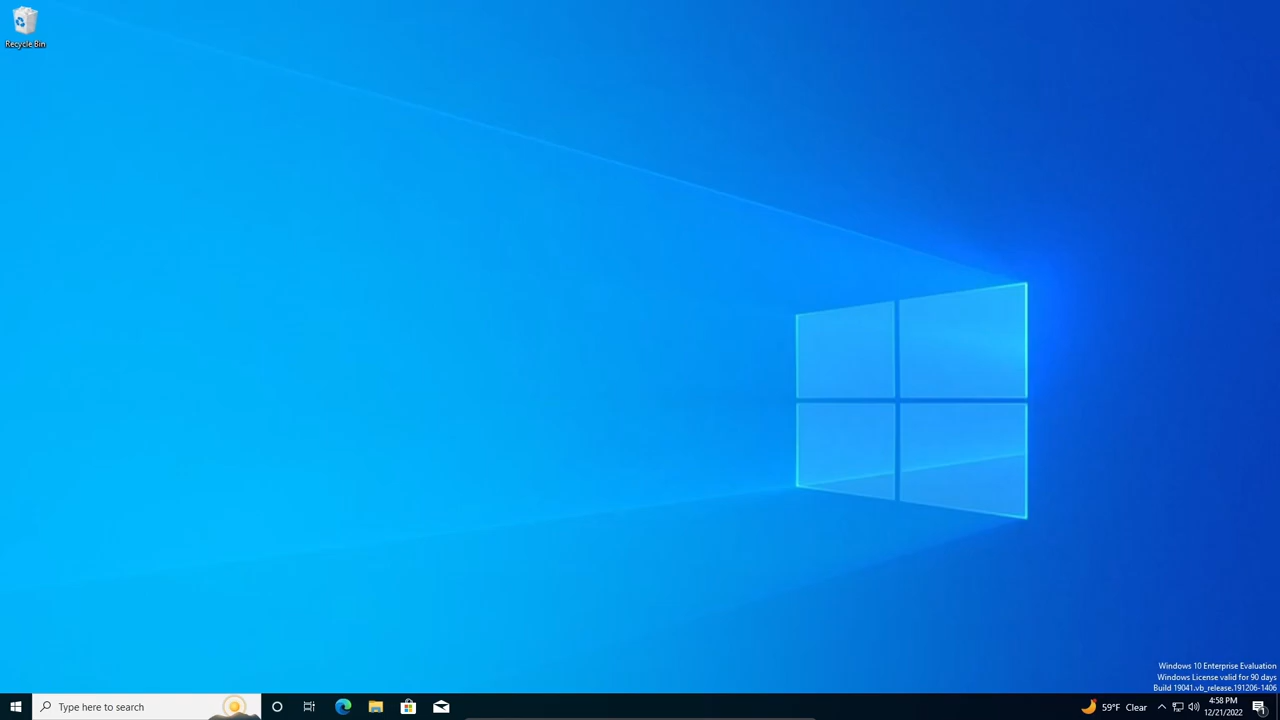 Recycle Bin
Windows 10 Enterprise Evaluation
Windows License valid for 90 days
Build 19041.vb_release.191206-1406
Type here to search
59°F Clear
4:58 PM
12/21/2022
1